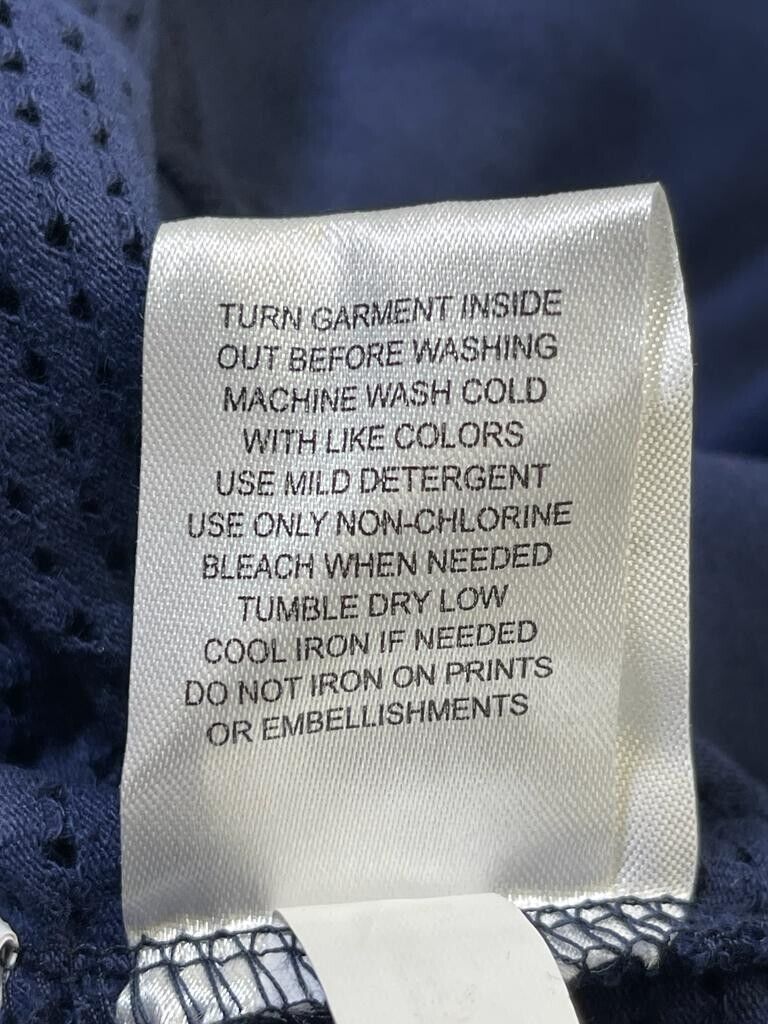 TURN GARMENT INSIDE
OUT BEFORE WASHING
MACHINE WASH COLD
WITH LIKE COLORS
USE MILD DETERGENT
USE ONLY NON-CHLORINE
BLEACH WHEN NEEDED
TUMBLE DRY LOW
COOL IRON IF NEEDED
DO NOT IRON ON PRINTS
OR EMBELLISHMENTS